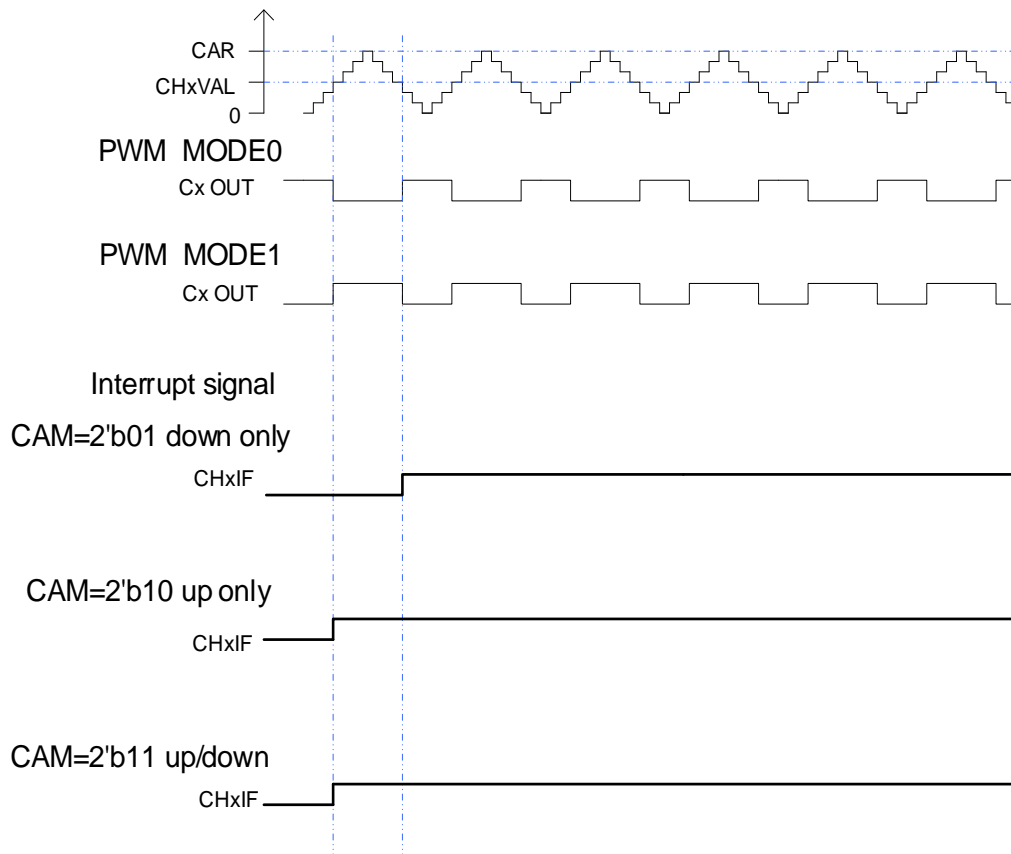 CAR
CHxVAL
0
PWM MODE0
Cx OUT
PWM MODE1
Cx OUT
Interrupt signal
CAM=2'b01 down only
CHxIF
CAM=2'b10 up only
CHxIF
CAM=2'b11 up/down
CHxIF